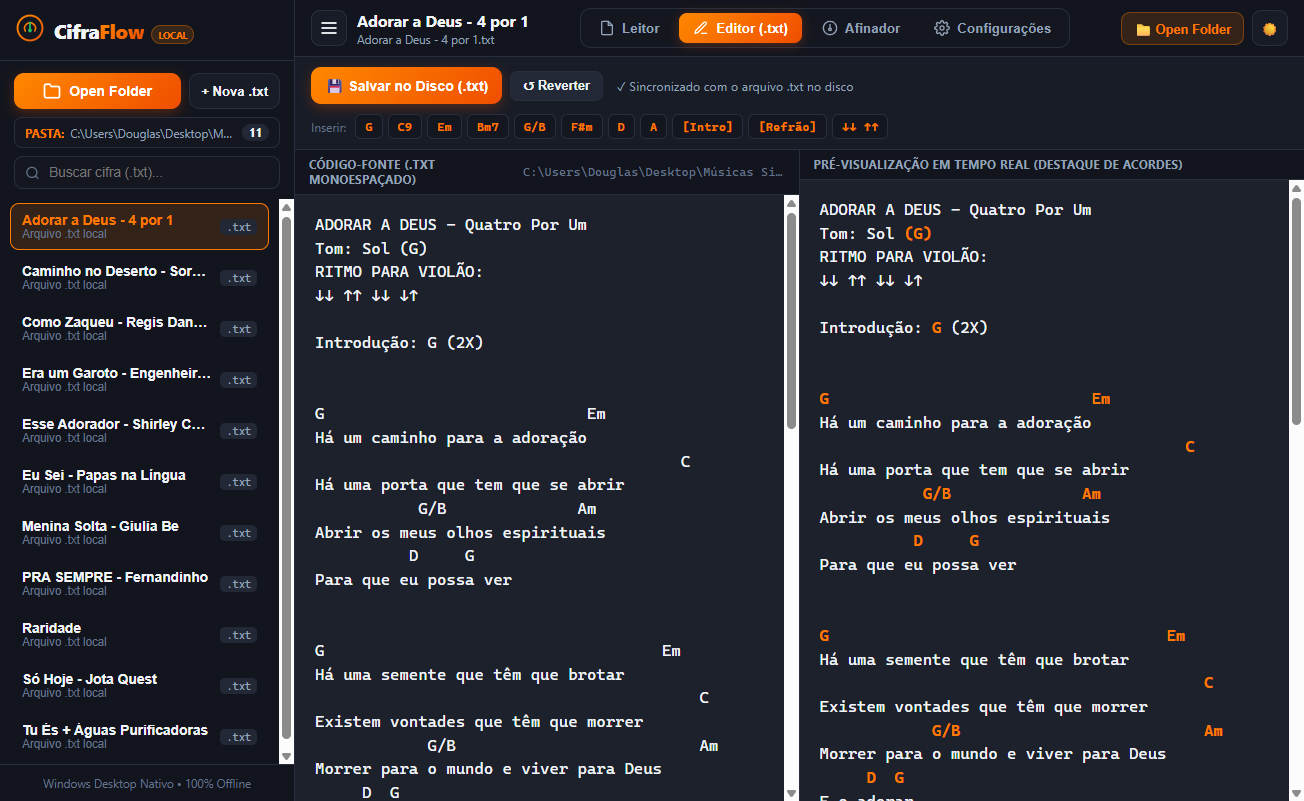 CifraFlow LOCAL
Open Folder
+ Nova .txt
PASTA: C:\Users\Douglas\Desktop\M... 11
Buscar cifra (.txt)...
Adorar a Deus - 4 por 1
Arquivo .txt local
.txt
Caminho no Deserto - Sor...
Arquivo .txt local
.txt
Como Zaqueu - Regis Dan...
Arquivo .txt local
.txt
Era um Garoto - Engenheir...
Arquivo .txt local
.txt
Esse Adorador - Shirley C...
Arquivo .txt local
.txt
Eu Sei - Papas na Língua
Arquivo .txt local
.txt
Menina Solta - Giulia Be
Arquivo .txt local
.txt
PRA SEMPRE - Fernandinho
Arquivo .txt local
.txt
Raridade
Arquivo .txt local
.txt
Só Hoje - Jota Quest
Arquivo .txt local
.txt
Tu És + Águas Purificadoras
Arquivo .txt local
.txt
Windows Desktop Nativo • 100% Offline
Adorar a Deus - 4 por 1
Adorar a Deus - 4 por 1.txt
Leitor
Editor (.txt)
Afinador
Configurações
Open Folder
Salvar no Disco (.txt)
↺ Reverter
✓ Sincronizado com o arquivo .txt no disco
Inserir: G C9 Em Bm7 G/B F#m D A [Intro] [Refrão] ↓↓ ↑↑
CÓDIGO-FONTE (.TXT
MONOESPAÇADO)
C:\Users\Douglas\Desktop\Músicas Si…
ADORAR A DEUS – Quatro Por Um
Tom: Sol (G)
RITMO PARA VIOLÃO:
↓↓ ↑↑ ↓↓ ↓↑
Introdução: G (2X)
G Em
Há um caminho para a adoração
C
Há uma porta que tem que se abrir
G/B Am
Abrir os meus olhos espirituais
D G
Para que eu possa ver
G Em
Há uma semente que têm que brotar
C
Existem vontades que têm que morrer
G/B Am
Morrer para o mundo e viver para Deus
D G
PRÉ-VISUALIZAÇÃO EM TEMPO REAL (DESTAQUE DE ACORDES)
ADORAR A DEUS – Quatro Por Um
Tom: Sol (G)
RITMO PARA VIOLÃO:
↓↓ ↑↑ ↓↓ ↓↑
Introdução: G (2X)
G Em
Há um caminho para a adoração
C
Há uma porta que tem que se abrir
G/B Am
Abrir os meus olhos espirituais
D G
Para que eu possa ver
G Em
Há uma semente que têm que brotar
C
Existem vontades que têm que morrer
G/B Am
Morrer para o mundo e viver para Deus
D G
E o adorar